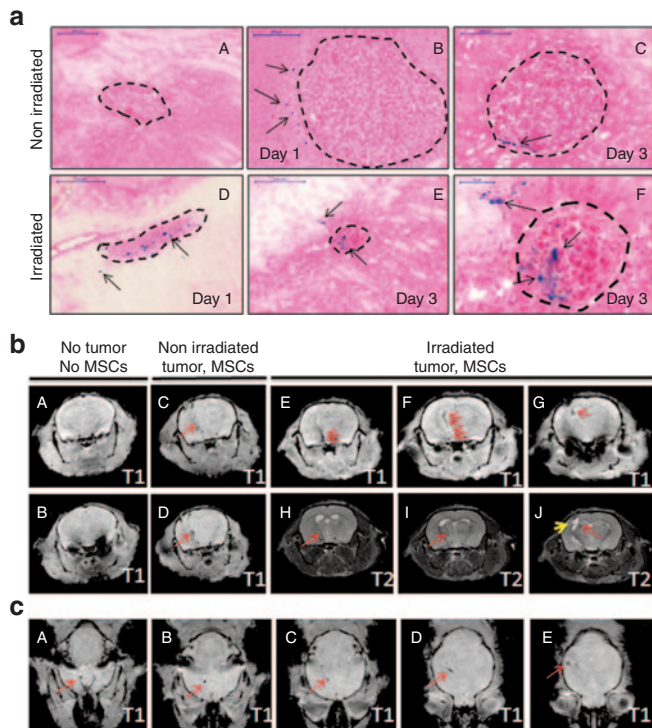 a
Non irradiated
A
B
Day 1
C
Day 3
Irradiated
D
Day 1
E
Day 3
F
Day 3
b
No tumor
No MSCs
Non irradiated
tumor, MSCs
Irradiated
tumor, MSCs
A
T1
C
T1
E
T1
F
T1
G
T1
B
T1
D
T1
H
T2
I
T2
J
T2
c
A
T1
B
T1
C
T1
D
T1
E
T1